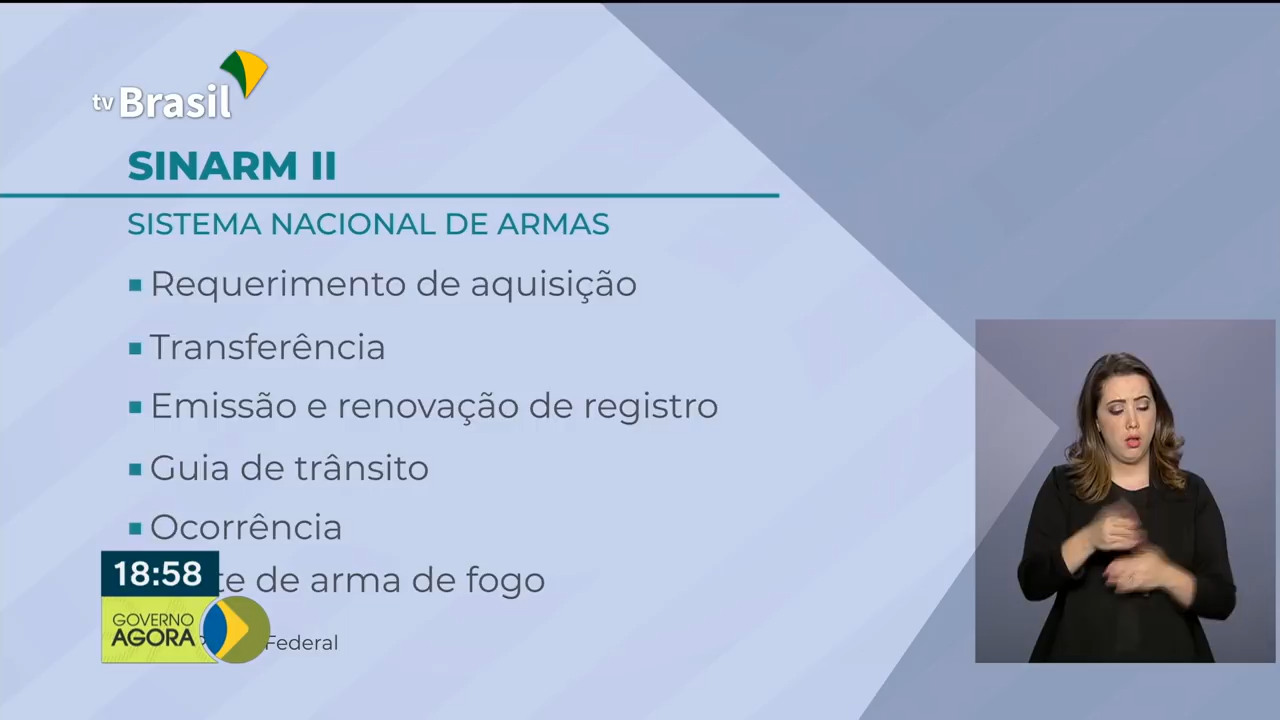 tv Brasil
SINARM II
SISTEMA NACIONAL DE ARMAS
Requerimento de aquisição
Transferência
Emissão e renovação de registro
Guia de trânsito
Ocorrência
de arma de fogo
18:58
GOVERNO
AGORA
Federal